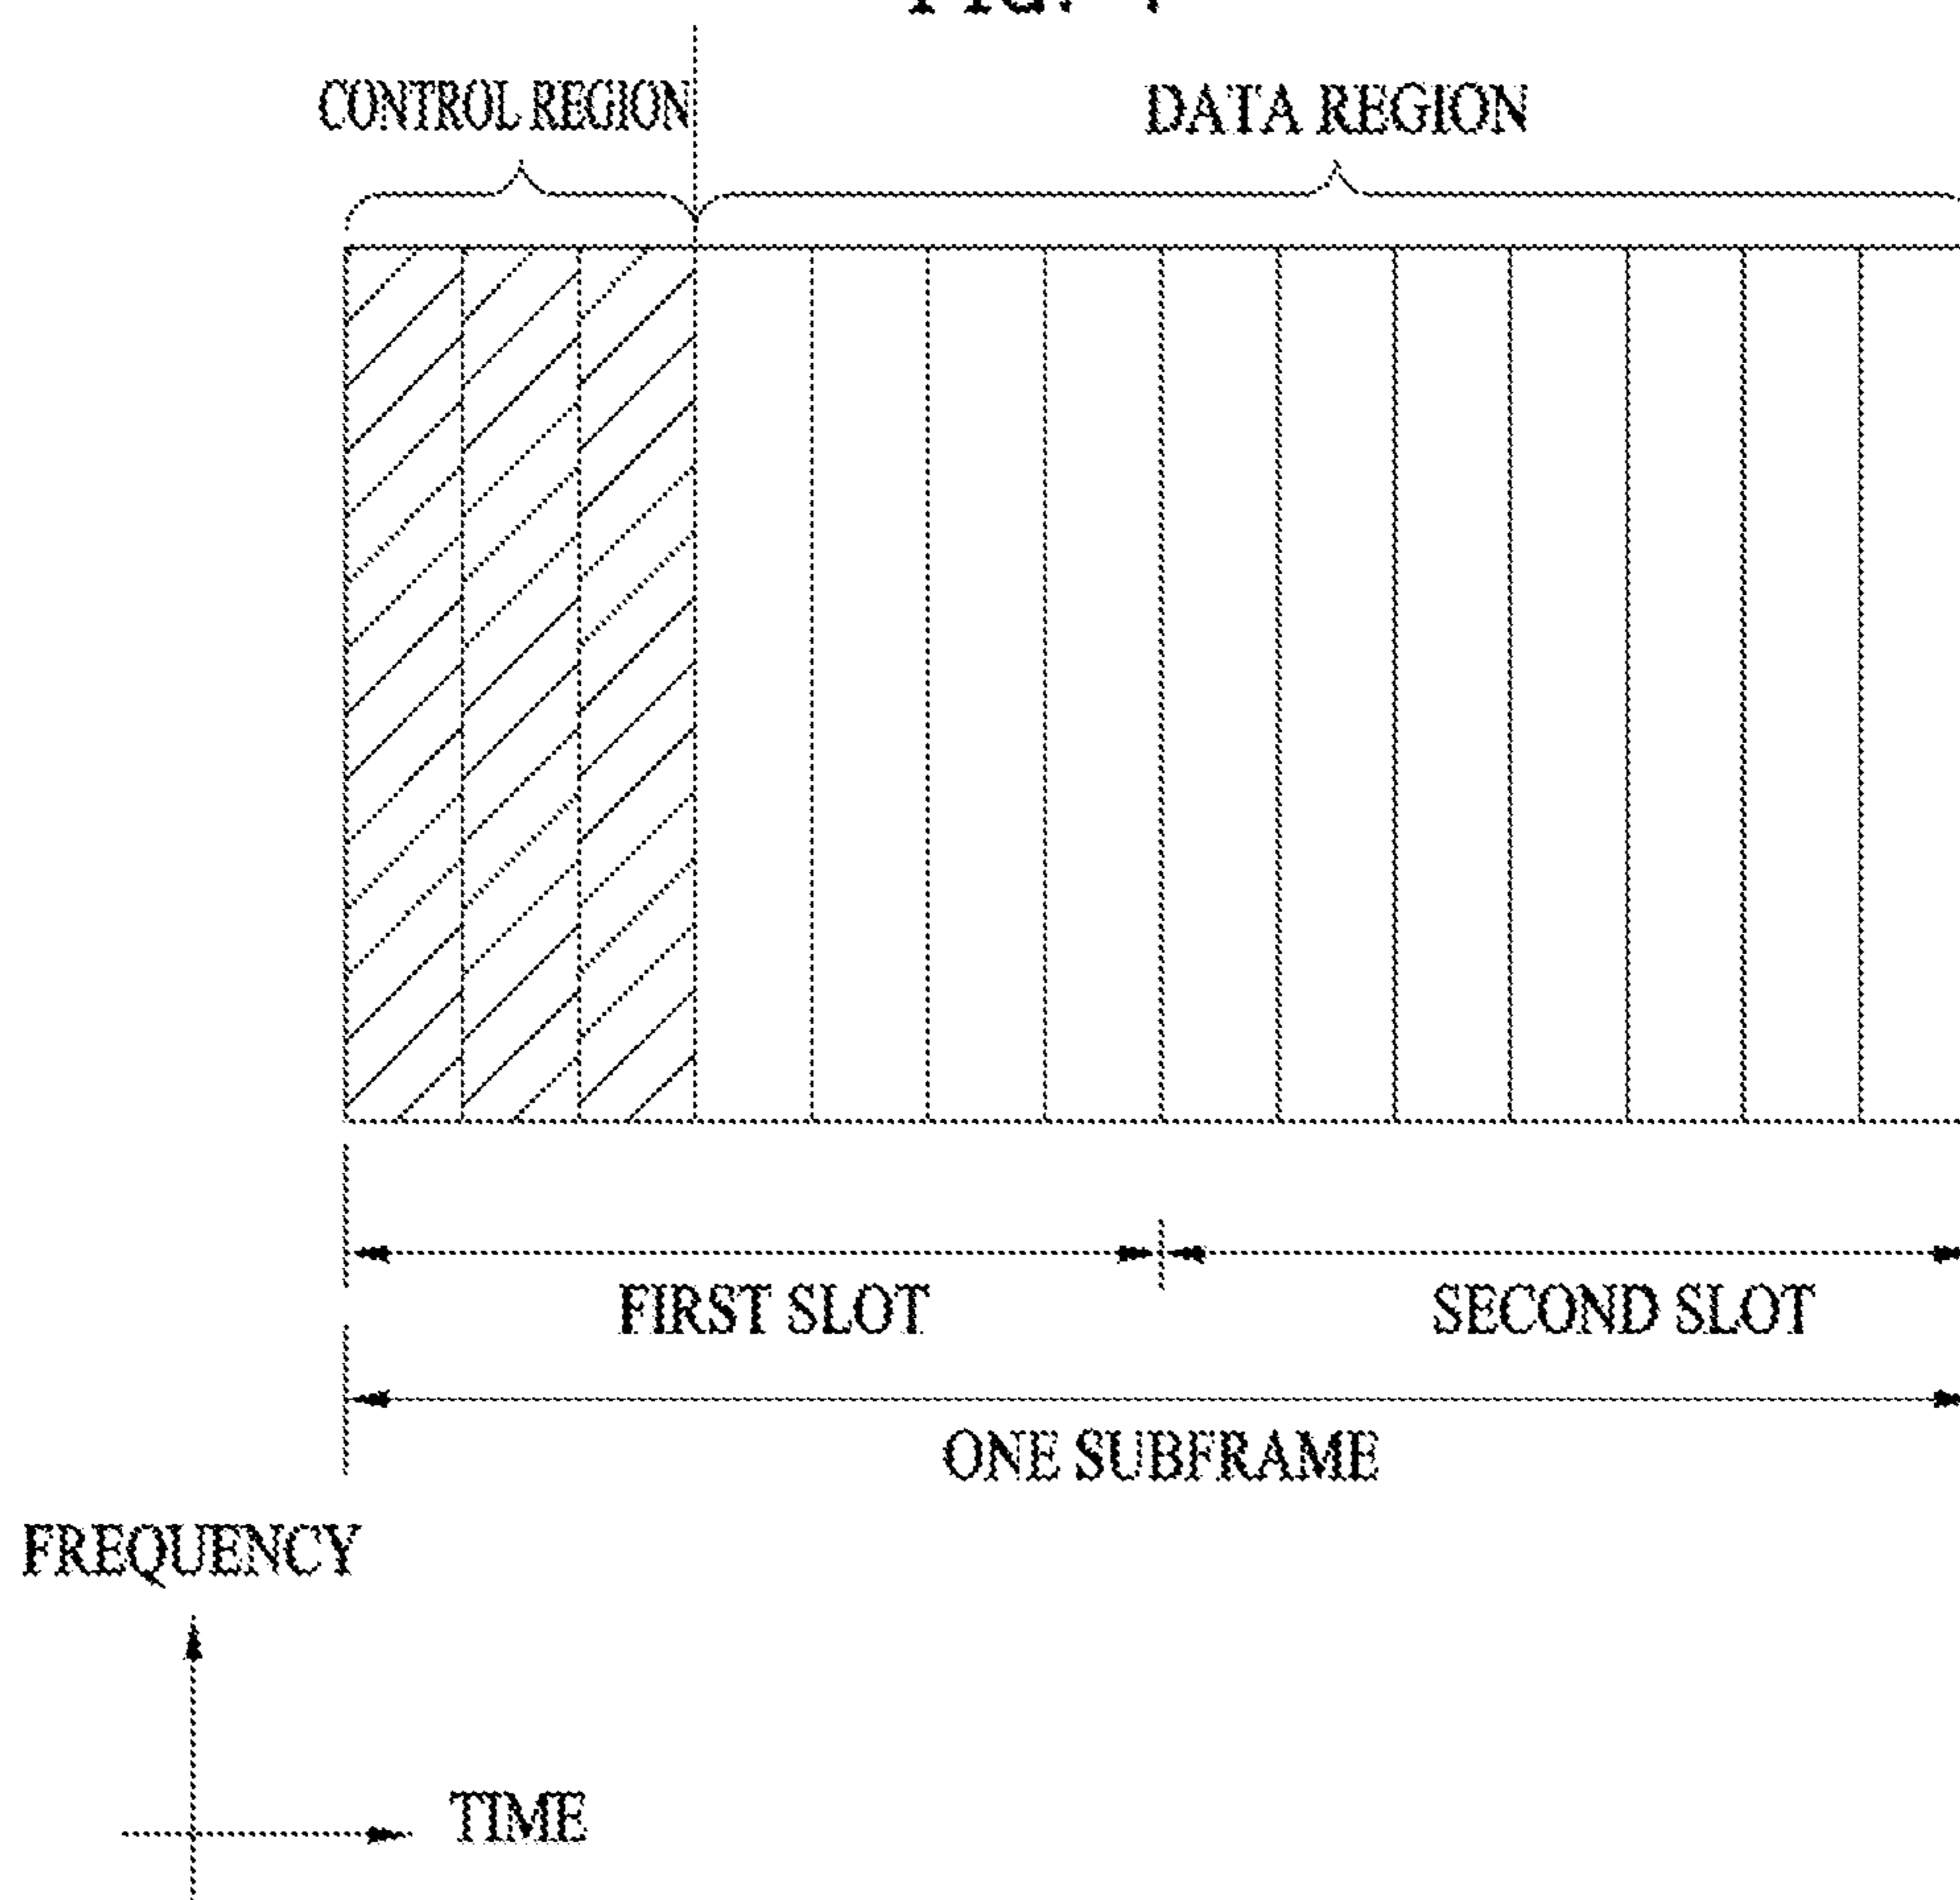 CONTROL REGION
DATA REGION
FIRST SLOT
SECOND SLOT
ONE SUBFRAME
FREQUENCY
TIME